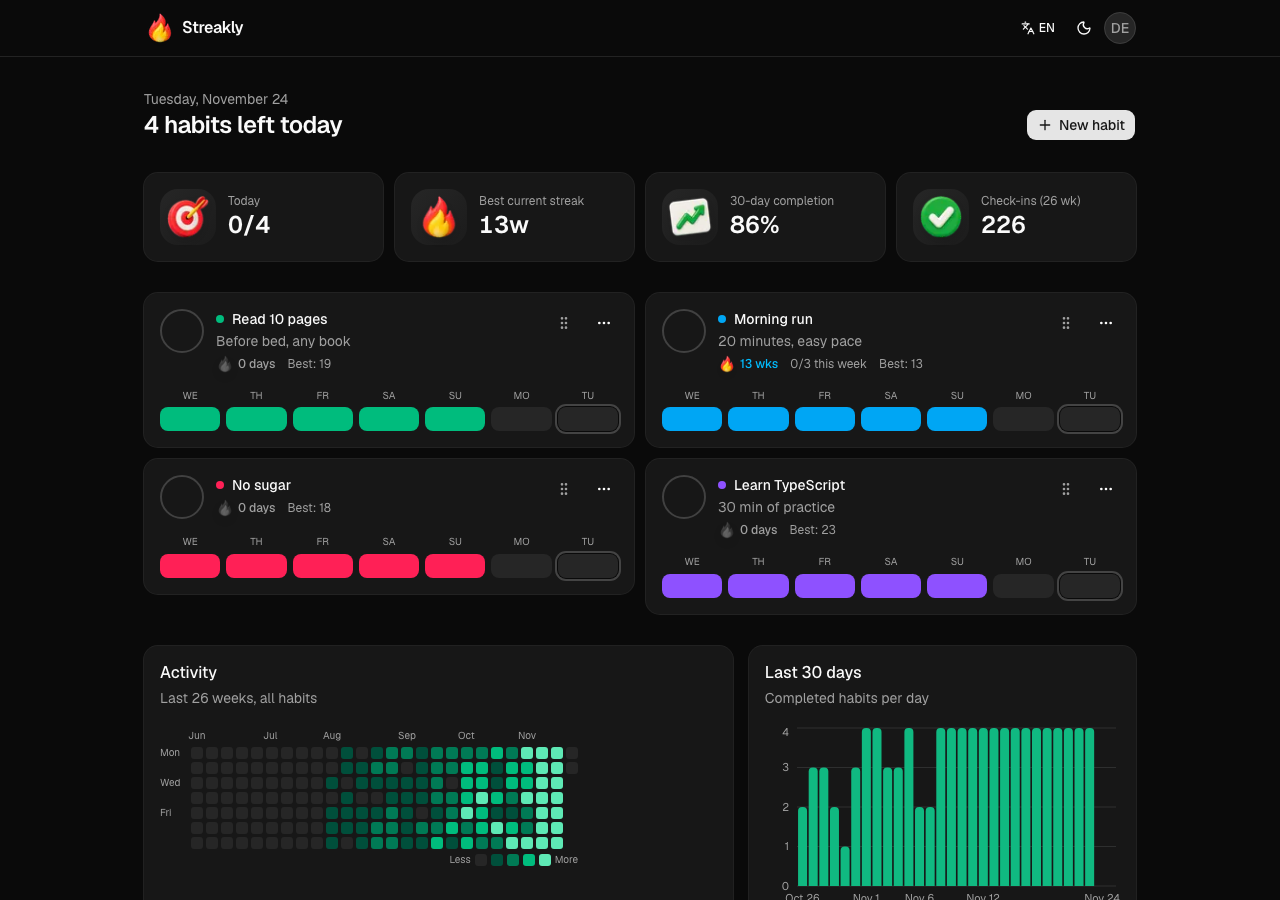 Streakly
EN
DE
Tuesday, November 24
4 habits left today
New habit
Today
0/4
Best current streak
13w
30-day completion
86%
Check-ins (26 wk)
226
Read 10 pages
Before bed, any book
0 days Best: 19
WE TH FR SA SU MO TU
Morning run
20 minutes, easy pace
13 wks 0/3 this week Best: 13
WE TH FR SA SU MO TU
No sugar
0 days Best: 18
WE TH FR SA SU MO TU
Learn TypeScript
30 min of practice
0 days Best: 23
WE TH FR SA SU MO TU
Activity
Last 26 weeks, all habits
Jun Jul Aug Sep Oct Nov
Mon
Wed
Fri
Less More
Last 30 days
Completed habits per day
4
3
2
1
0
Oct 26 Nov 1 Nov 6 Nov 12 Nov 24